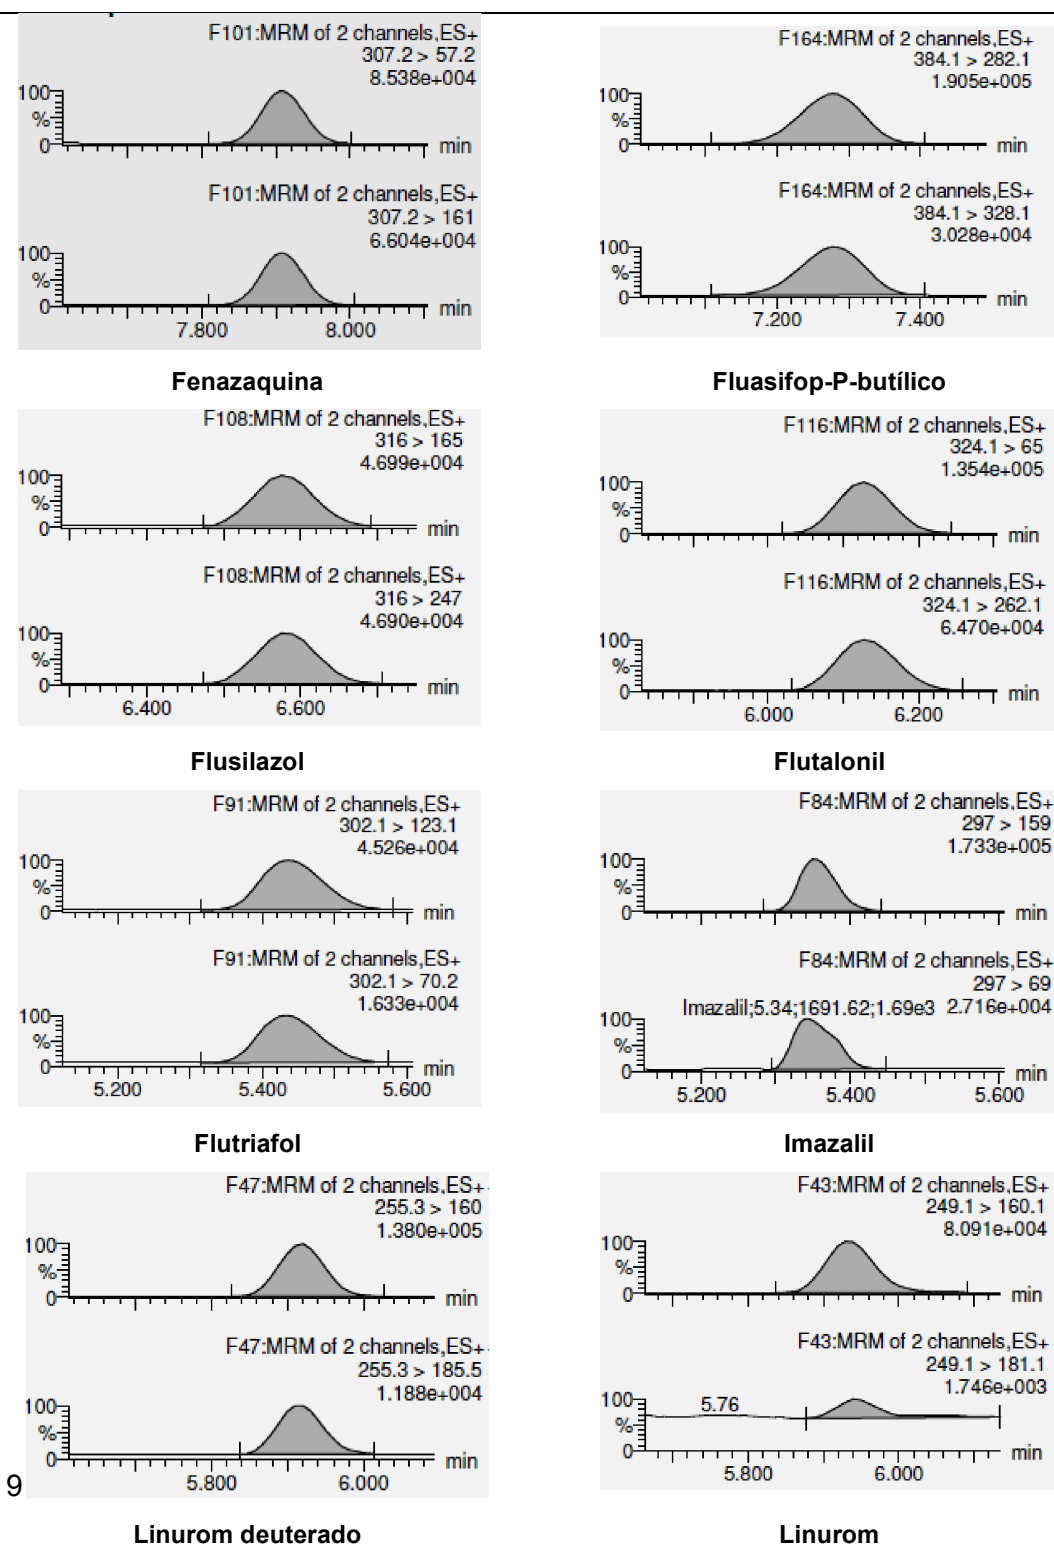 F101:MRM of 2 channels,ES+
307.2 > 57.2
8.538e+004
100
%
0
min
F101:MRM of 2 channels,ES+
307.2 > 161
6.604e+004
100
%
0
min
7.800 8.000
Fenazaquina
F164:MRM of 2 channels,ES+
384.1 > 282.1
1.905e+005
100
%
0
min
F164:MRM of 2 channels,ES+
384.1 > 328.1
3.028e+004
100
%
0
min
7.200 7.400
Fluasifop-P-butílico
F108:MRM of 2 channels,ES+
316 > 165
4.699e+004
100
%
0
min
F108:MRM of 2 channels,ES+
316 > 247
4.690e+004
100
%
0
min
6.400 6.600
Flusilazol
F116:MRM of 2 channels,ES+
324.1 > 65
1.354e+005
100
%
0
min
F116:MRM of 2 channels,ES+
324.1 > 262.1
6.470e+004
100
%
0
min
6.000 6.200
Flutalonil
F91:MRM of 2 channels,ES+
302.1 > 123.1
4.526e+004
100
%
0
min
F91:MRM of 2 channels,ES+
302.1 > 70.2
1.633e+004
100
%
0
min
5.200 5.400 5.600
Flutriafol
F84:MRM of 2 channels,ES+
297 > 159
1.733e+005
100
%
0
min
F84:MRM of 2 channels,ES+
297 > 69
Imazalil;5.34;1691.62;1.69e3 2.716e+004
100
%
0
min
5.200 5.400 5.600
Imazalil
F47:MRM of 2 channels,ES+
255.3 > 160
1.380e+005
100
%
0
min
F47:MRM of 2 channels,ES+
255.3 > 185.5
1.188e+004
100
%
0
min
5.800 6.000
9
Linurom deuterado
F43:MRM of 2 channels,ES+
249.1 > 160.1
8.091e+004
100
%
0
min
F43:MRM of 2 channels,ES+
249.1 > 181.1
1.746e+003
100
5.76
%
0
min
5.800 6.000
Linurom